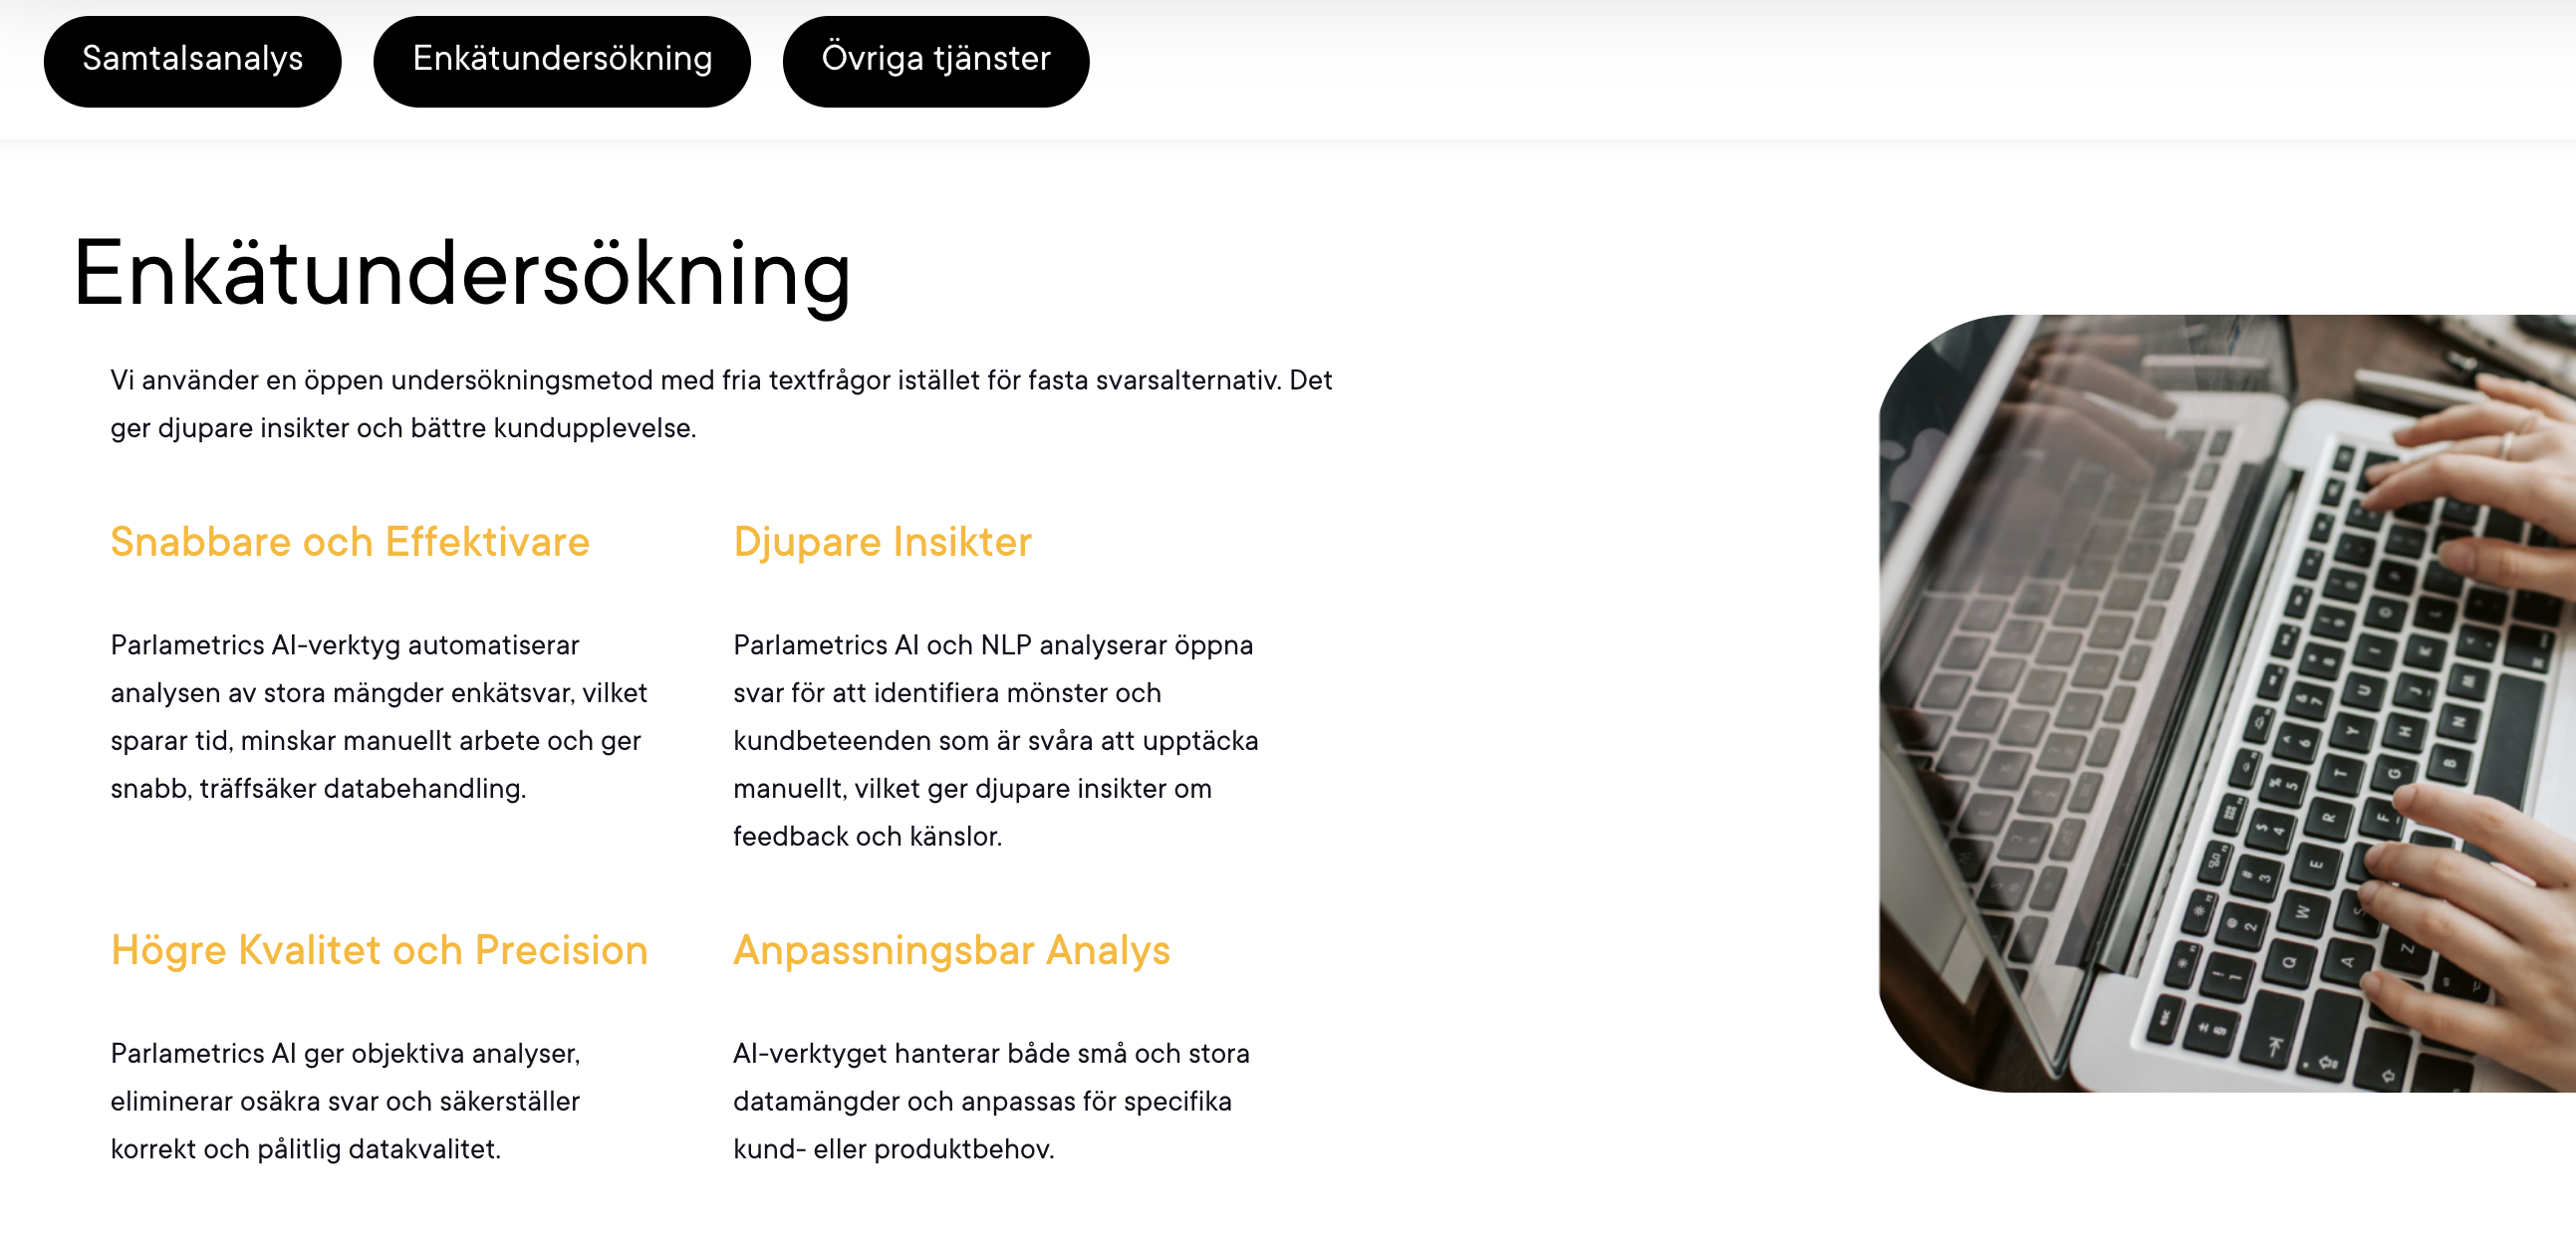 Samtalsanalys
Enkätundersökning
Övriga tjänster
Enkätundersökning
Vi använder en öppen undersökningsmetod med fria textfrågor istället för fasta svarsalternativ. Det
ger djupare insikter och bättre kundupplevelse.
Snabbare och Effektivare
Parlametrics AI-verktyg automatiserar
analysen av stora mängder enkätsvar, vilket
sparar tid, minskar manuellt arbete och ger
snabb, träffsäker databehandling.
Djupare Insikter
Parlametrics AI och NLP analyserar öppna
svar för att identifiera mönster och
kundbeteenden som är svåra att upptäcka
manuellt, vilket ger djupare insikter om
feedback och känslor.
Högre Kvalitet och Precision
Parlametrics AI ger objektiva analyser,
eliminerar osäkra svar och säkerställer
korrekt och pålitlig datakvalitet.
Anpassningsbar Analys
AI-verktyget hanterar både små och stora
datamängder och anpassas för specifika
kund- eller produktbehov.